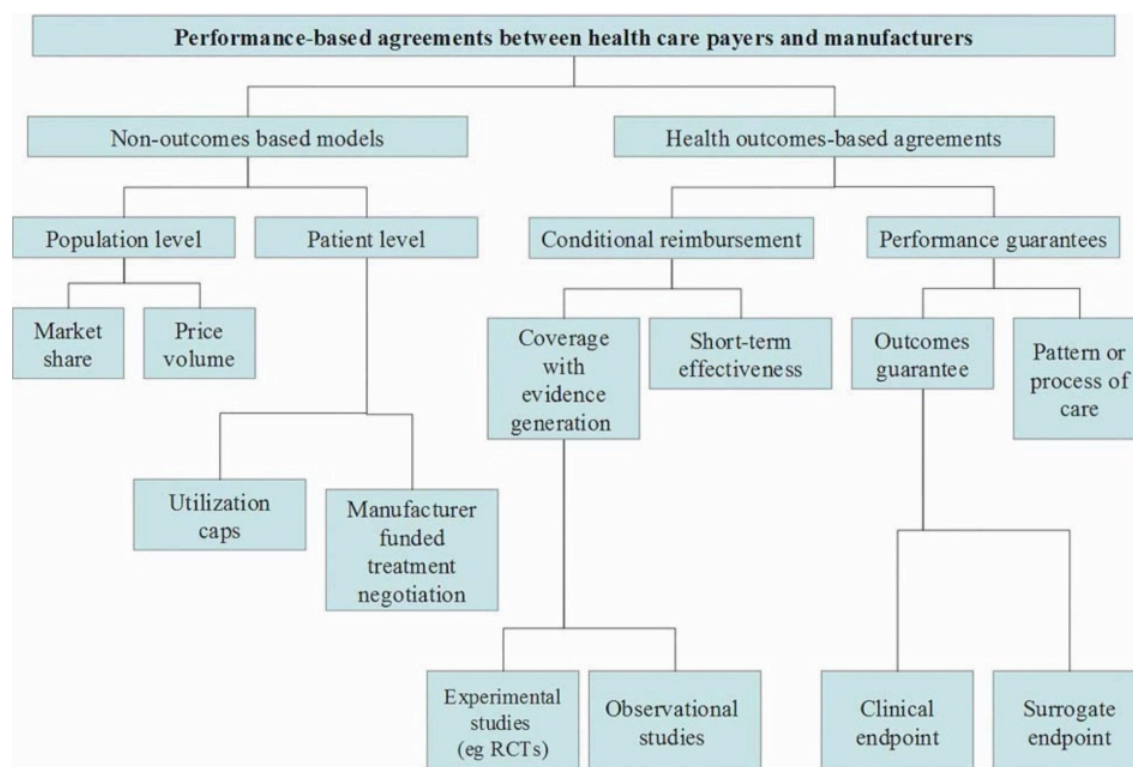 Performance-based agreements between health care payers and manufacturers
Non-outcomes based models
Health outcomes-based agreements
Population level
Patient level
Conditional reimbursement
Performance guarantees
Market
share
Price
volume
Coverage
with
evidence
generation
Short-term
effectiveness
Outcomes
guarantee
Pattern or
process of
care
Utilization
caps
Manufacturer
funded
treatment
negotiation
Experimental
studies
(eg RCTs)
Observational
studies
Clinical
endpoint
Surrogate
endpoint